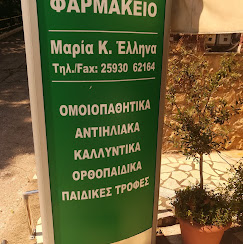 ΦΑΡΜΑΚΕΙΟ
Μαρία Κ. Έλληνα
Τηλ./Fax: 25930 62164
ΟΜΟΙΟΠΑΘΗΤΙΚΑ
ΑΝΤΙΗΛΙΑΚΑ
ΚΑΛΛΥΝΤΙΚΑ
ΟΡΘΟΠΑΙΔΙΚΑ
ΠΑΙΔΙΚΕΣ ΤΡΟΦΕΣ